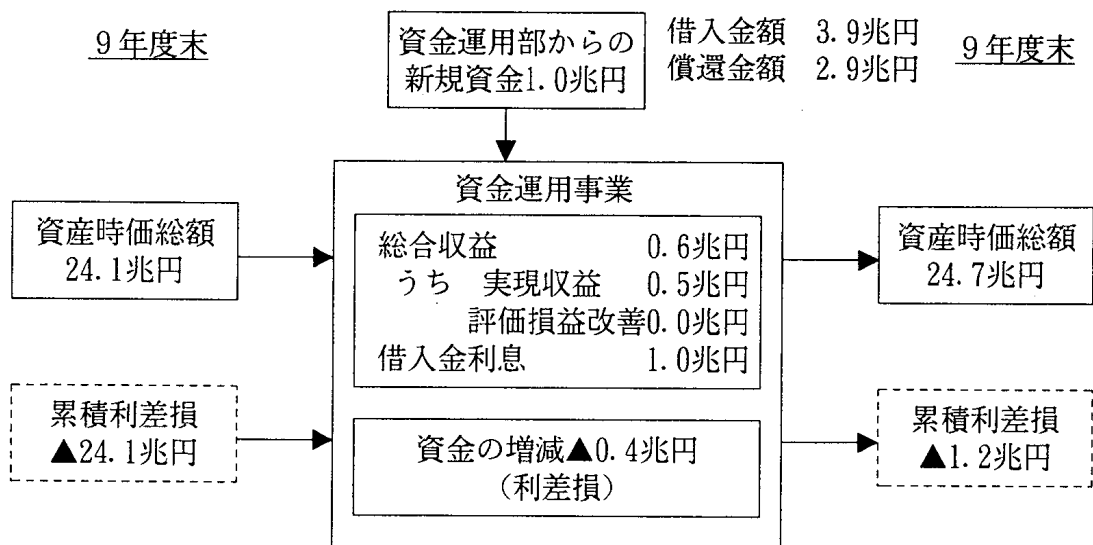 9年度末
資金運用部からの
新規資金1.0兆円
借入金額 3.9兆円
償還金額 2.9兆円
9年度末
資金運用事業
資産時価総額
24.1兆円
総合収益 0.6兆円
うち 実現収益 0.5兆円
評価損益改善0.0兆円
借入金利息 1.0兆円
資産時価総額
24.7兆円
累積利差損
▲24.1兆円
資金の増減▲0.4兆円
（利差損）
累積利差損
▲1.2兆円